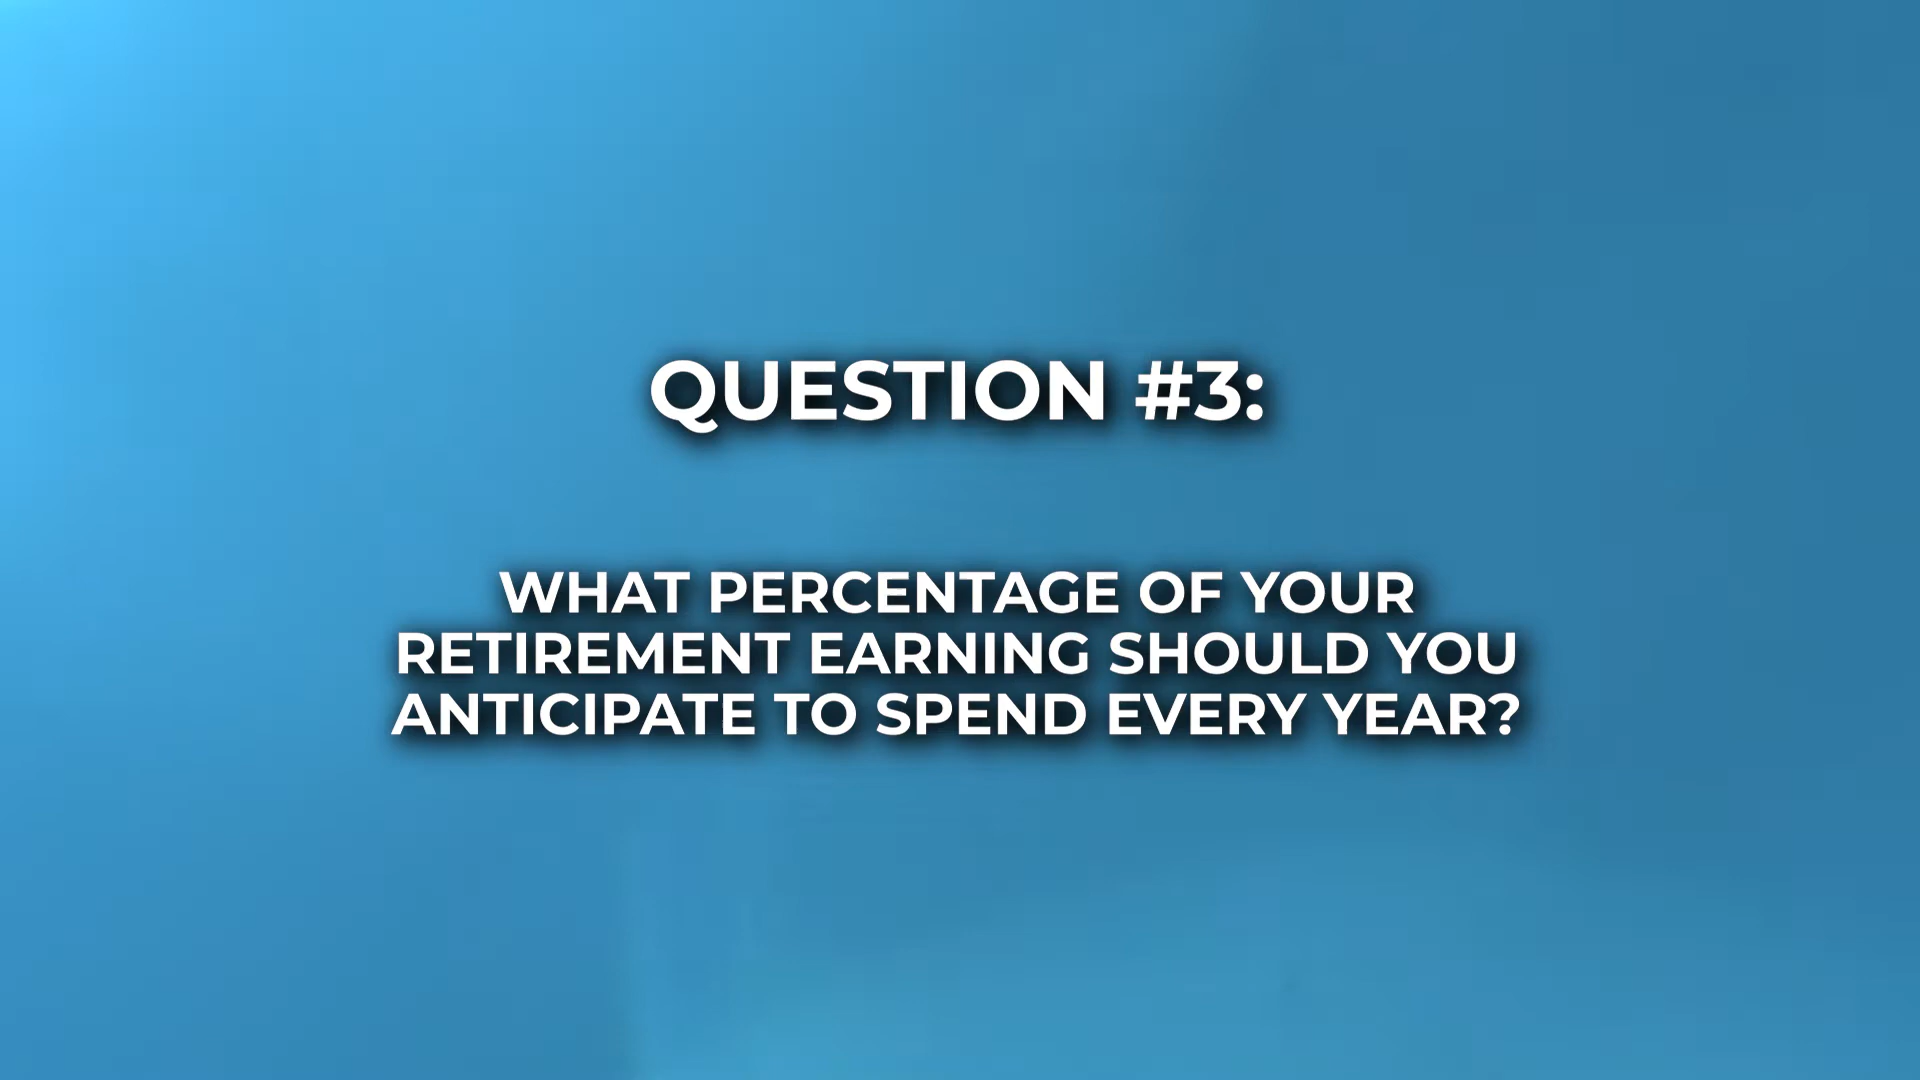 QUESTION #3:
WHAT PERCENTAGE OF YOUR
RETIREMENT EARNING SHOULD YOU
ANTICIPATE TO SPEND EVERY YEAR?